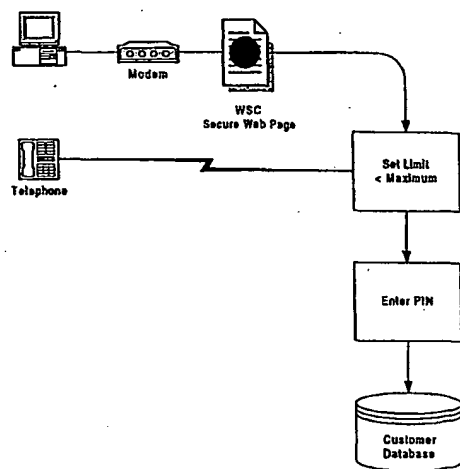 Modem
WSC
Secure Web Page
Telephone
Set Limit
< Maximum
Enter PIN
Customer
Database